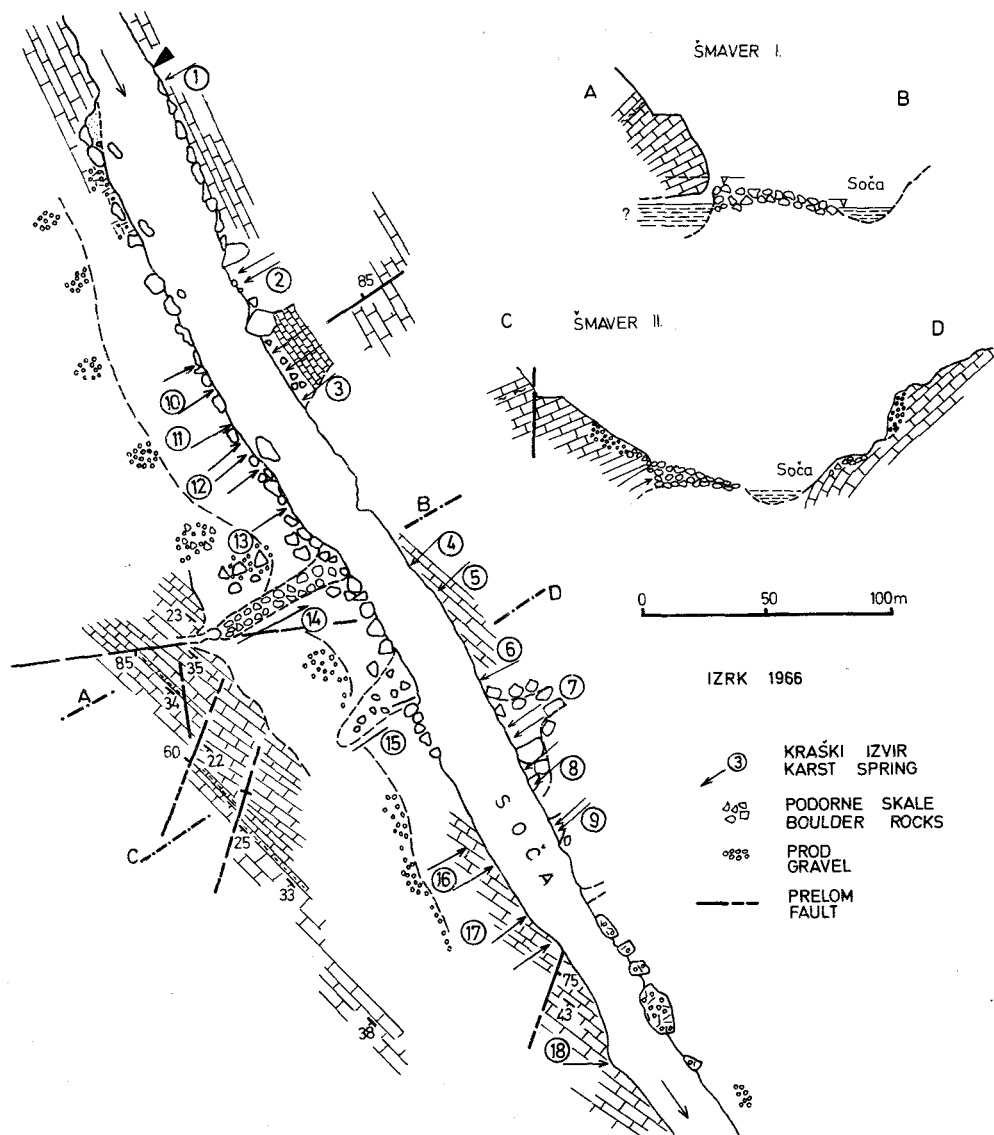 ŠMAVER I.
A
B
Soča
?
C
ŠMAVER II.
D
Soča
0 50 100m
IZRK 1966
③ KRAŠKI IZVIR
KARST SPRING
PODORNE SKALE
BOULDER ROCKS
PROD
GRAVEL
PRELOM
FAULT
①
②
85
③
⑩
⑪
⑫
⑬
B
④
⑤
D
⑥
⑦
⑧
⑨
23
⑭
85
35
34
A
60
22
⑮
C
25
33
SOČA
⑯
⑰
75
43
38
⑱